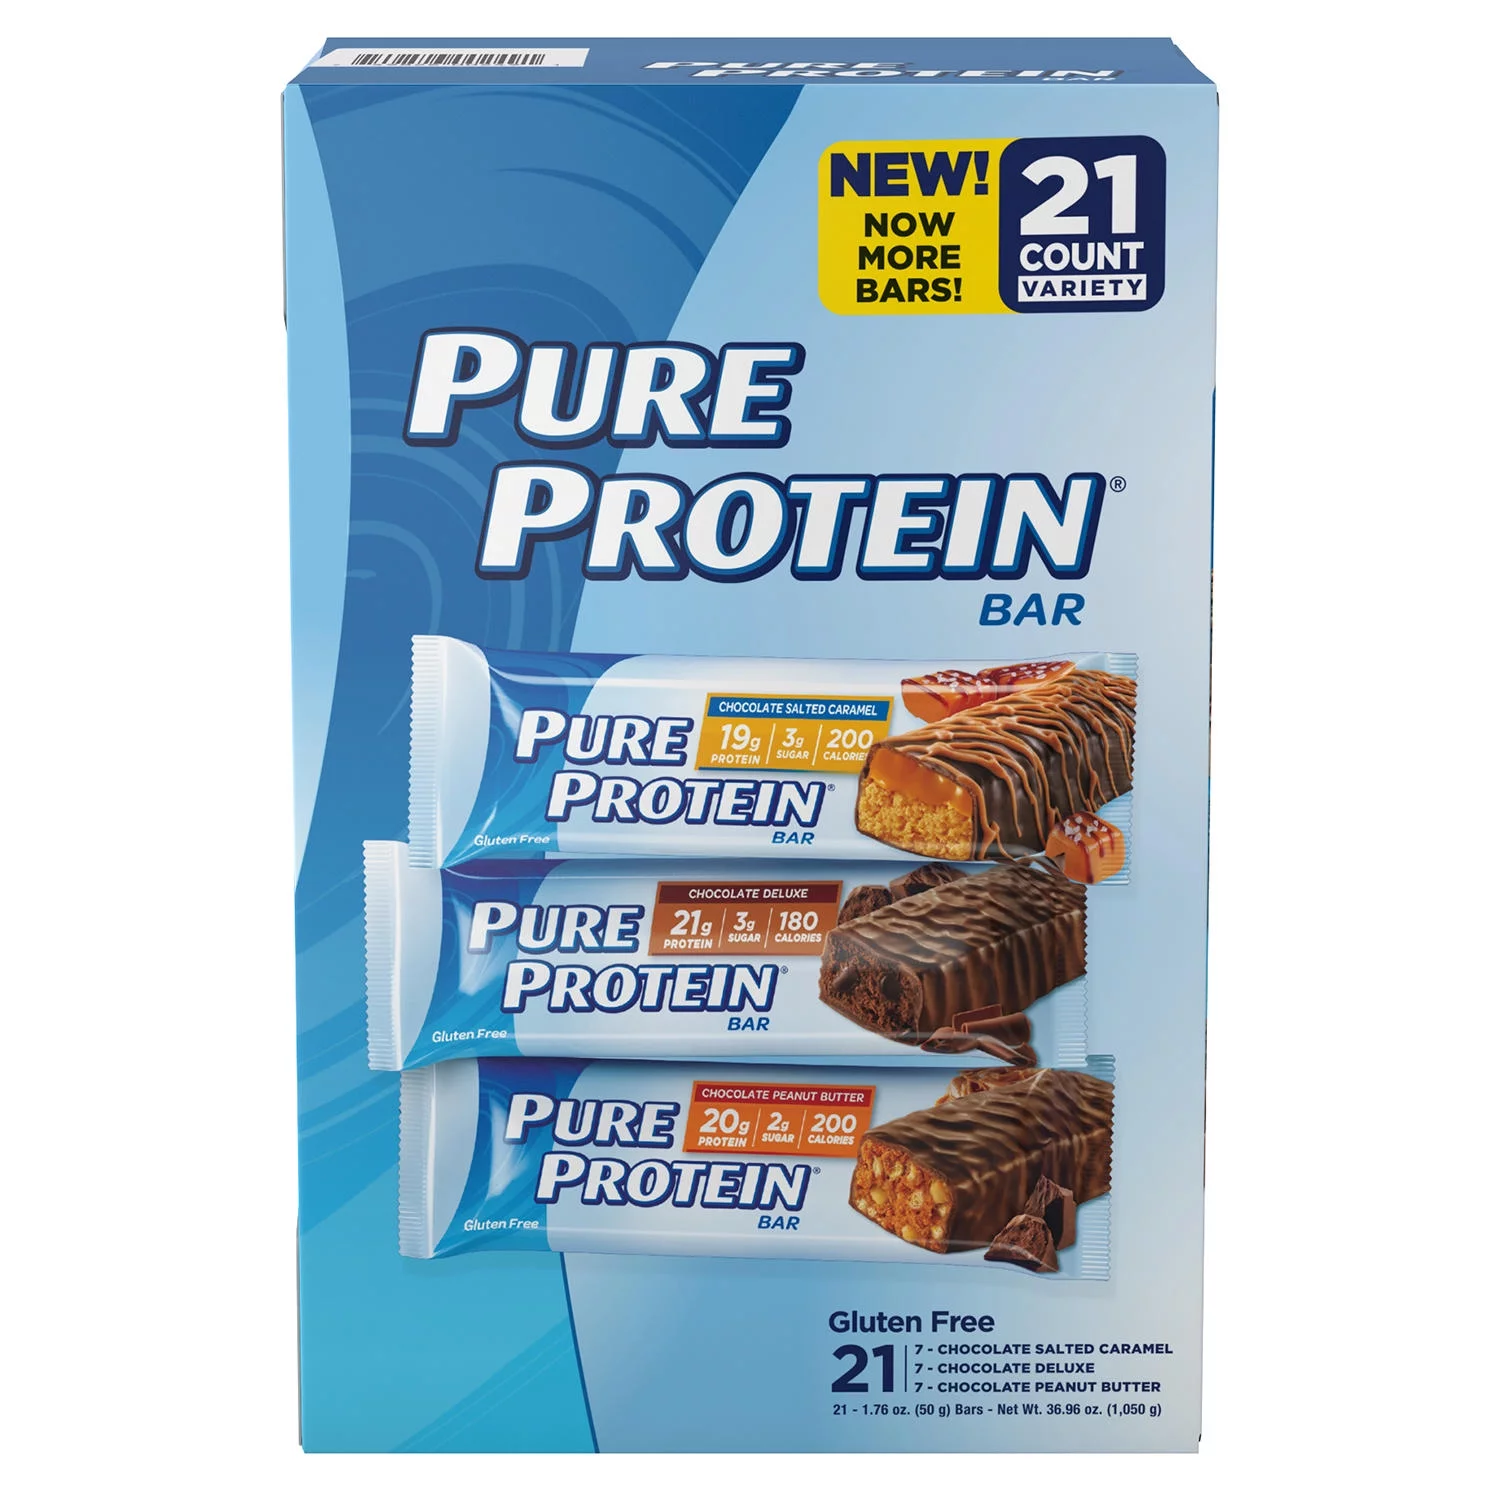 PURE
PROTEIN
BAR
NEW!
NOW
MORE
BARS!
21
COUNT
VARIETY
PURE
PROTEIN®
BAR
CHOCOLATE SALTED CARAMEL
19g PROTEIN 3g SUGAR 200 CALORIES
PURE
PROTEIN®
BAR
Gluten Free
CHOCOLATE DELUXE
21g PROTEIN 3g SUGAR 180 CALORIES
PURE
PROTEIN®
BAR
Gluten Free
CHOCOLATE PEANUT BUTTER
20g PROTEIN 2g SUGAR 200 CALORIES
PURE
PROTEIN®
BAR
Gluten Free
Gluten Free
21
7 - CHOCOLATE SALTED CARAMEL
7 - CHOCOLATE DELUXE
7 - CHOCOLATE PEANUT BUTTER
21 - 1.76 oz. (50 g) Bars - Net Wt. 36.96 oz. (1,050 g)